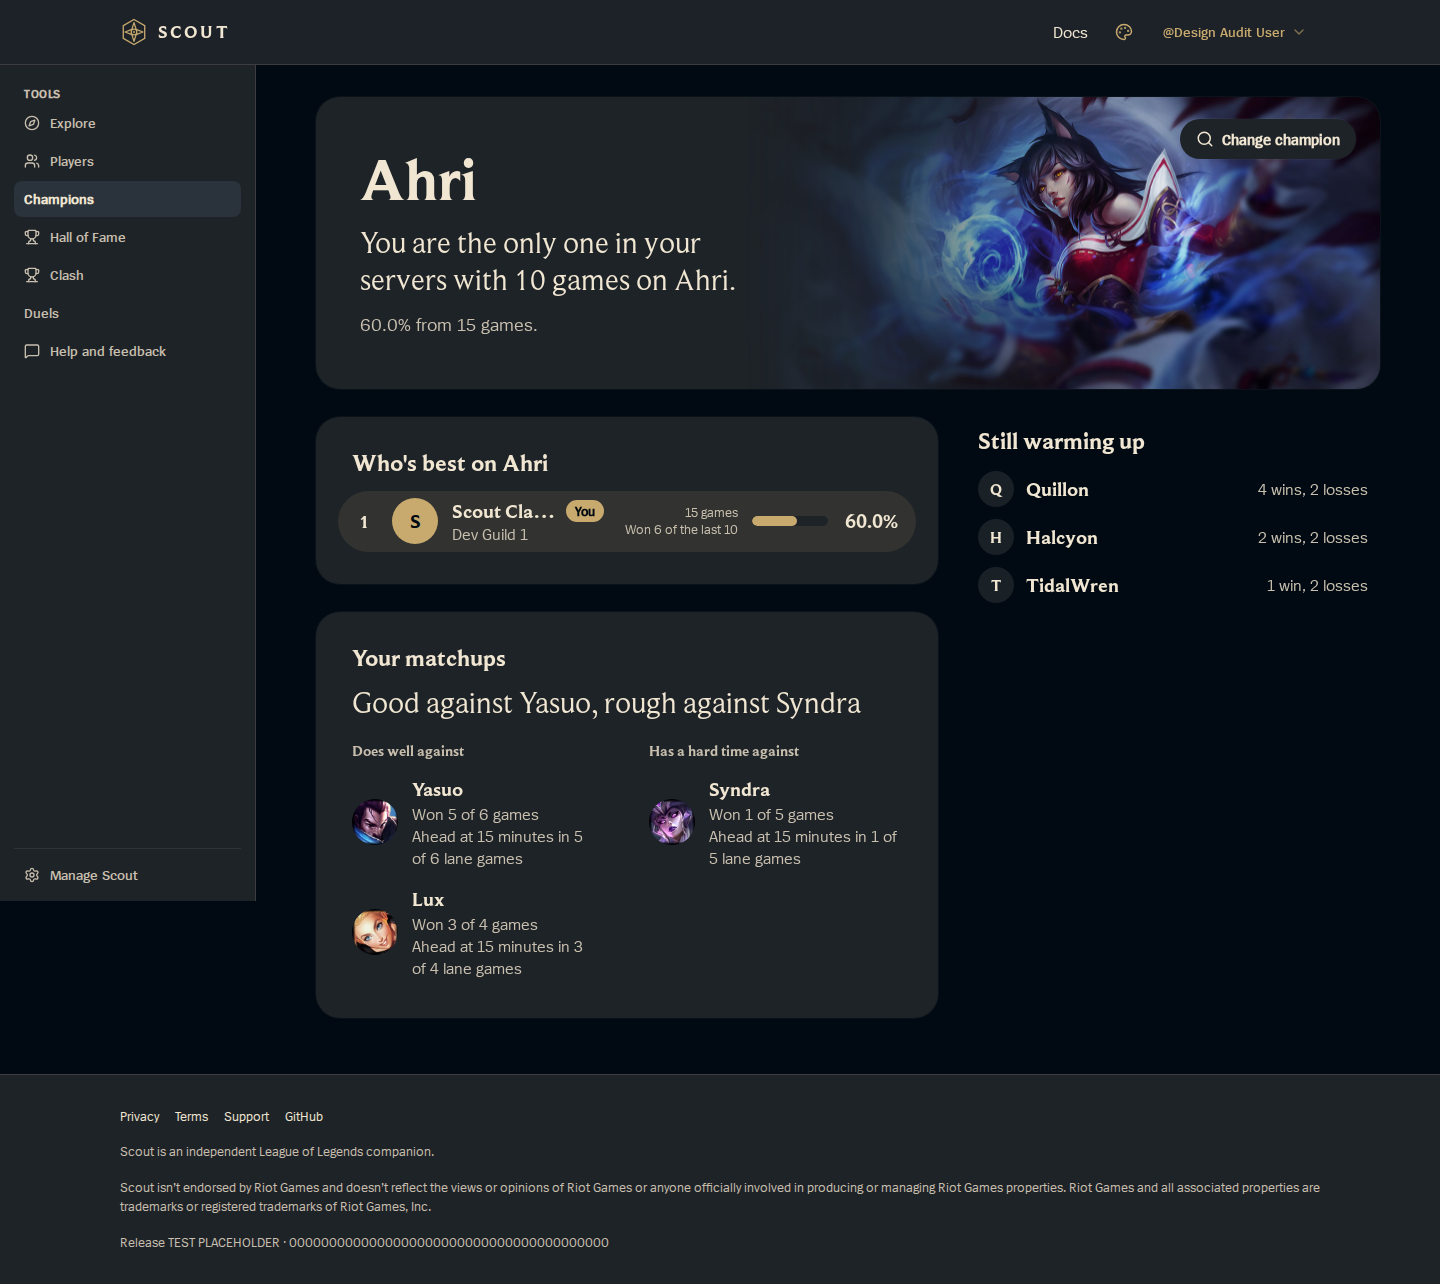 SCOUT
Docs
@Design Audit User
TOOLS
Explore
Players
Champions
Hall of Fame
Clash
Duels
Help and feedback
Manage Scout
Change champion
Ahri
You are the only one in your
servers with 10 games on Ahri.
60.0% from 15 games.
Who's best on Ahri
1
S
Scout Cla...
You
Dev Guild 1
15 games
Won 6 of the last 10
60.0%
Still warming up
Q
Quillon
4 wins, 2 losses
H
Halcyon
2 wins, 2 losses
T
TidalWren
1 win, 2 losses
Your matchups
Good against Yasuo, rough against Syndra
Does well against
Yasuo
Won 5 of 6 games
Ahead at 15 minutes in 5
of 6 lane games
Lux
Won 3 of 4 games
Ahead at 15 minutes in 3
of 4 lane games
Has a hard time against
Syndra
Won 1 of 5 games
Ahead at 15 minutes in 1 of
5 lane games
Privacy
Terms
Support
GitHub
Scout is an independent League of Legends companion.
Scout isn't endorsed by Riot Games and doesn't reflect the views or opinions of Riot Games or anyone officially involved in producing or managing Riot Games properties. Riot Games and all associated properties are
trademarks or registered trademarks of Riot Games, Inc.
Release TEST PLACEHOLDER · 0000000000000000000000000000000000000000